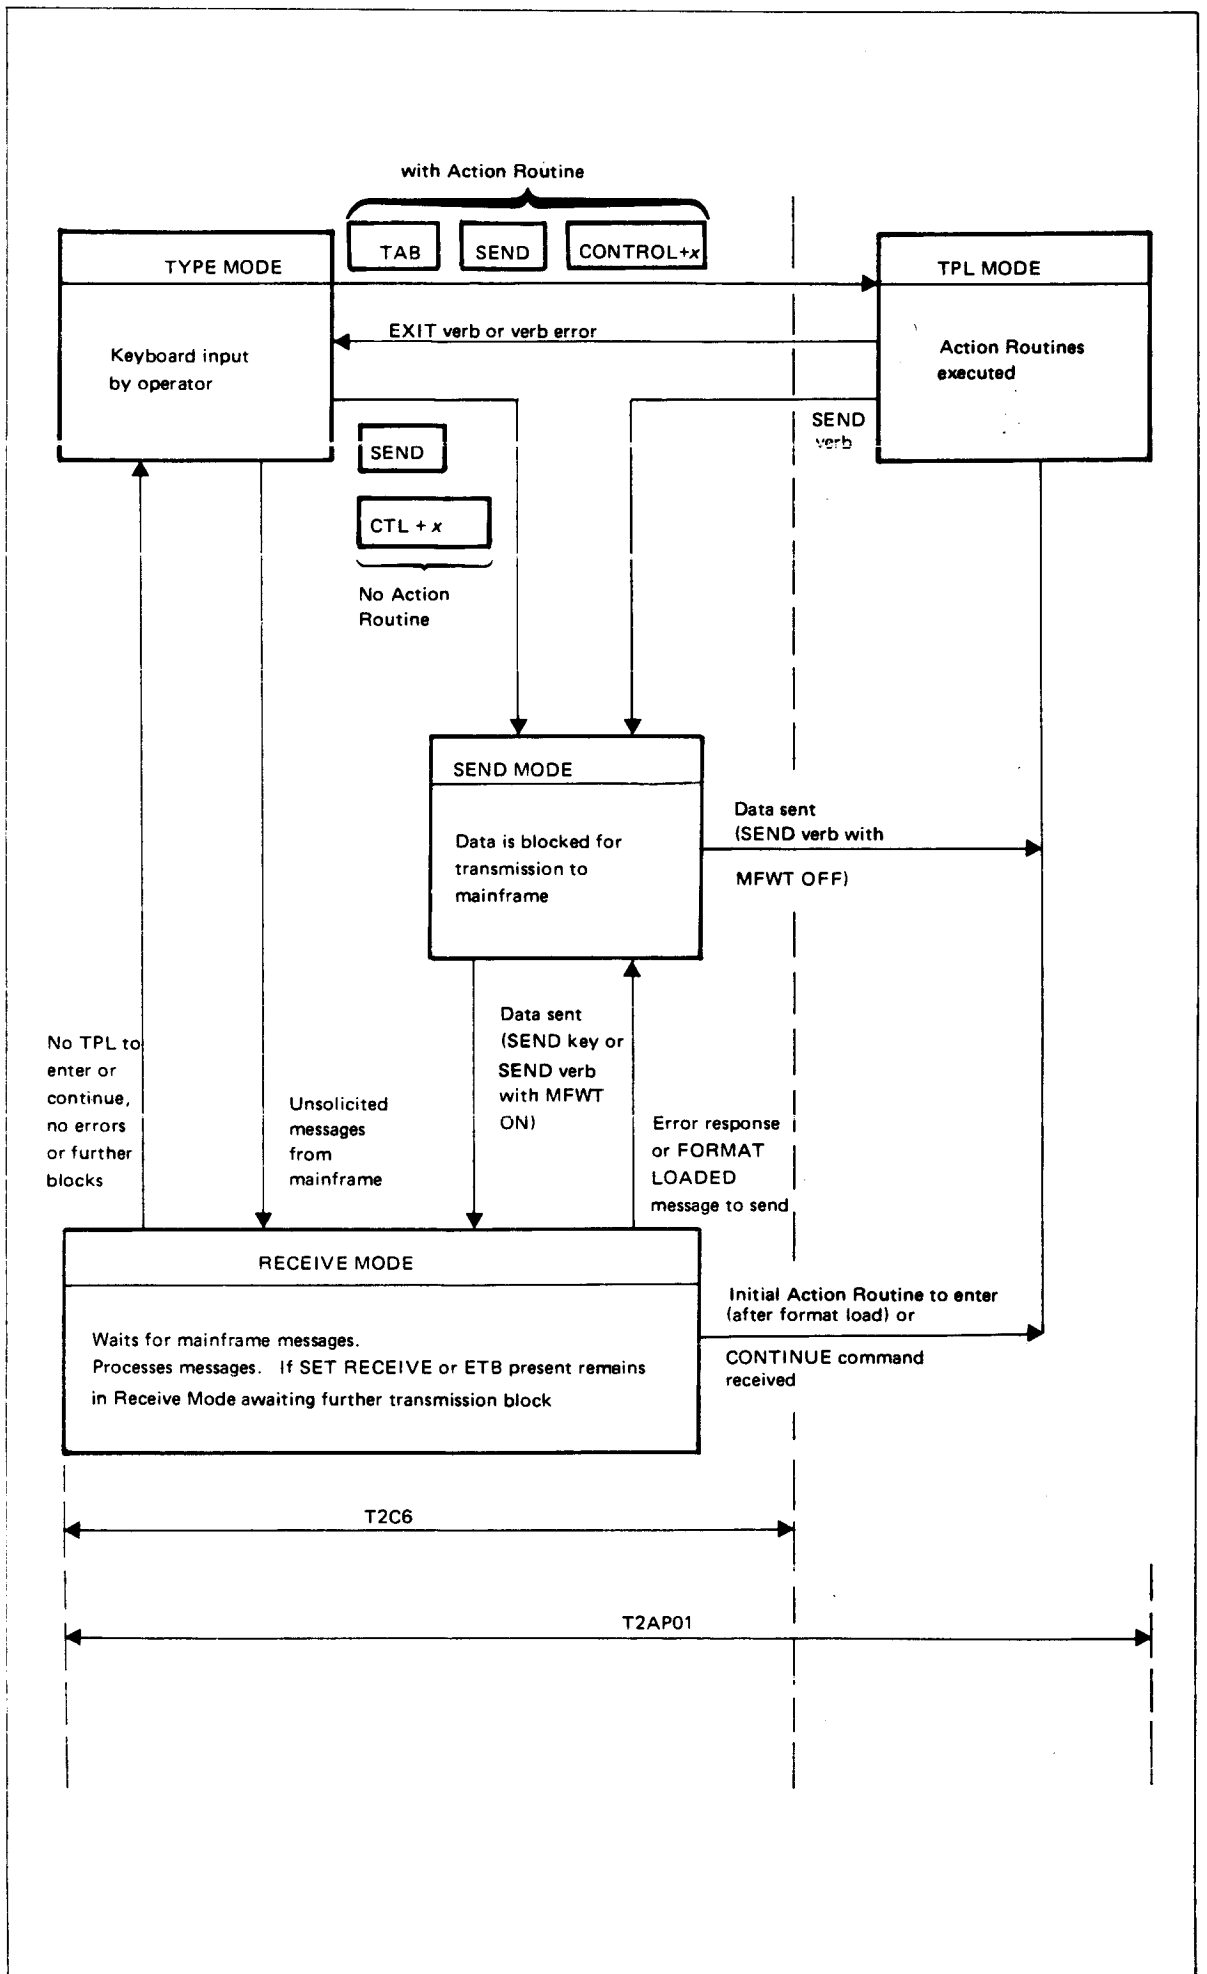 with Action Routine
TAB
SEND
CONTROL+x
TYPE MODE
TPL MODE
EXIT verb or verb error
Keyboard input
by operator
Action Routines
executed
SEND
verb
SEND
CTL + x
No Action
Routine
SEND MODE
Data is blocked for
transmission to
mainframe
Data sent
(SEND verb with
MFWT OFF)
No TPL to
enter or
continue,
no errors
or further
blocks
Unsolicited
messages
from
mainframe
Data sent
(SEND key or
SEND verb
with MFWT
ON)
Error response
or FORMAT
LOADED
message to send
RECEIVE MODE
Waits for mainframe messages.
Processes messages. If SET RECEIVE or ETB present remains
in Receive Mode awaiting further transmission block
Initial Action Routine to enter
(after format load) or
CONTINUE command
received
T2C6
T2AP01